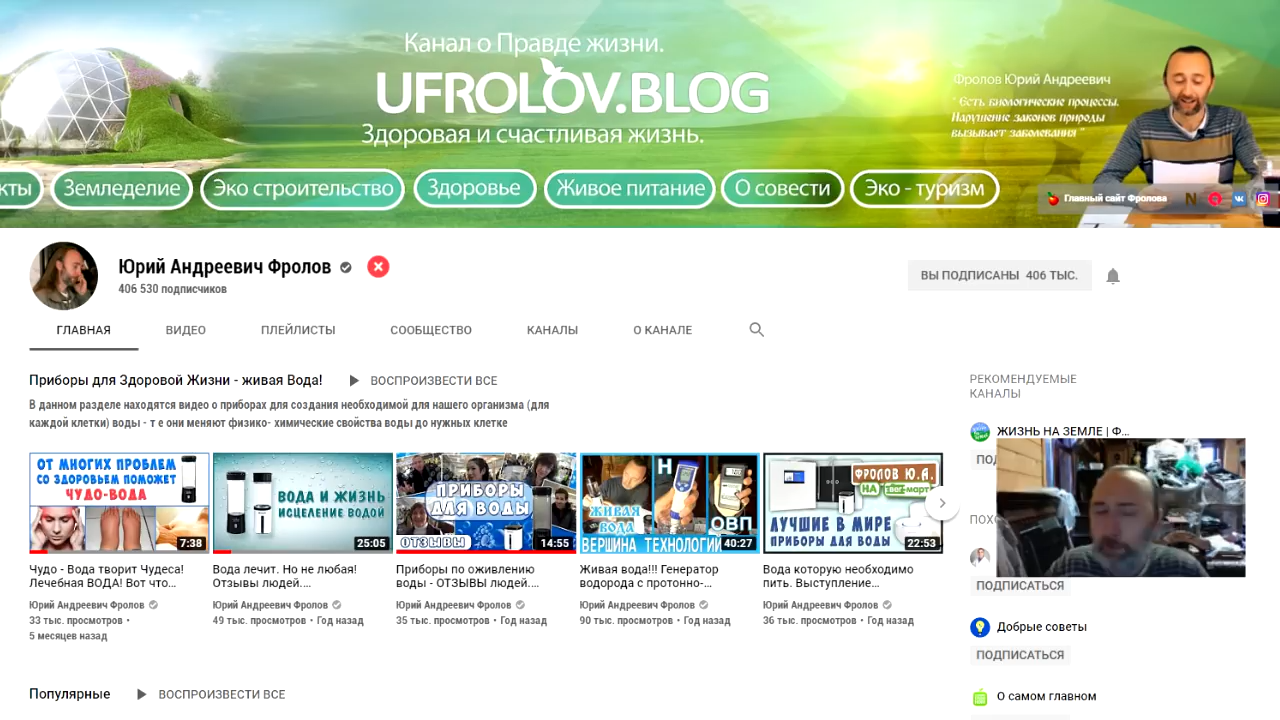 Канал о Правде жизни.
UFROLOV.BLOG
Здоровая и счастливая жизнь.
Фролов Юрий Андреевич
" Есть биологические процессы.
Нарушение законов природы
вызывает заболевания "
кты
Земледелие
Эко строительство
Здоровье
Живое питание
О совести
Эко - туризм
Главный сайт Фролова
Юрий Андреевич Фролов
406 530 подписчиков
ВЫ ПОДПИСАНЫ 406 ТЫС.
ГЛАВНАЯ
ВИДЕО
ПЛЕЙЛИСТЫ
СООБЩЕСТВО
КАНАЛЫ
О КАНАЛЕ
Приборы для Здоровой Жизни - живая Вода!
ВОСПРОИЗВЕСТИ ВСЕ
В данном разделе находятся видео о приборах для создания необходимой для нашего организма (для
каждой клетки) воды - т е они меняют физико- химические свойства воды до нужных клетке
ОТ МНОГИХ ПРОБЛЕМ
СО ЗДОРОВЬЕМ ПОМОЖЕТ
ЧУДО-ВОДА
7:38
ВОДА И ЖИЗНЬ
ИСЦЕЛЕНИЕ ВОДОЙ
25:05
ПРИБОРЫ
ДЛЯ ВОДЫ
ОТЗЫВЫ
14:55
Н
ЖИВАЯ
ВОДА
ОВП
ВЕРШИНА ТЕХНОЛОГИЙ
40:27
ФРОЛОВ Ю.А.
НА
ЛУЧШИЕ В МИРЕ
ПРИБОРЫ ДЛЯ ВОДЫ
22:53
Чудо - Вода творит Чудеса!
Лечебная ВОДА! Вот что...
Юрий Андреевич Фролов
33 тыс. просмотров •
5 месяцев назад
Вода лечит. Но не любая!
Отзывы людей....
Юрий Андреевич Фролов
49 тыс. просмотров • Год назад
Приборы по оживлению
воды - ОТЗЫВЫ людей....
Юрий Андреевич Фролов
35 тыс. просмотров • Год назад
Живая вода!!! Генератор
водорода с протонно-...
Юрий Андреевич Фролов
90 тыс. просмотров • Год назад
Вода которую необходимо
пить. Выступление...
Юрий Андреевич Фролов
36 тыс. просмотров • Год назад
РЕКОМЕНДУЕМЫЕ
КАНАЛЫ
ЖИЗНЬ НА ЗЕМЛЕ | Ф...
ПОД
ПОХО
ПОДПИСАТЬСЯ
Добрые советы
ПОДПИСАТЬСЯ
О самом главном
Популярные
ВОСПРОИЗВЕСТИ ВСЕ